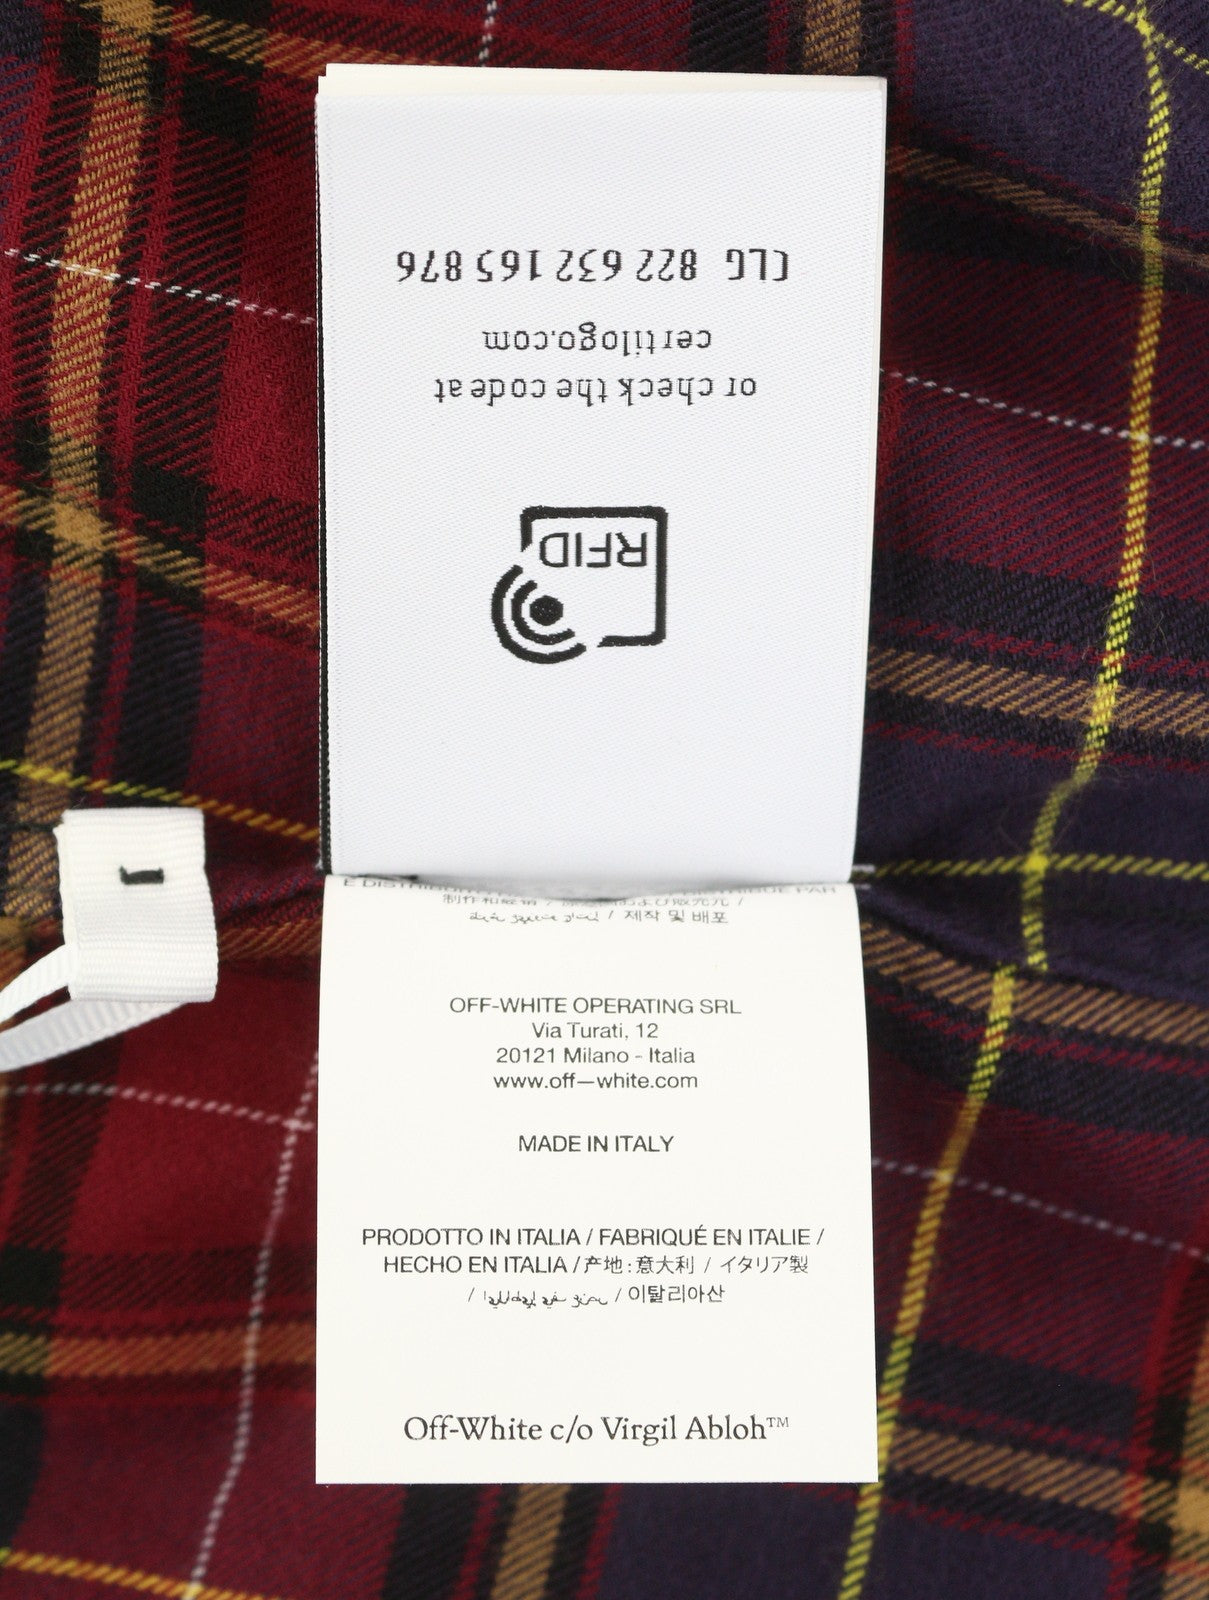 RFID
or check the code at
certilogo.com
CLG 822 632 165 876
L
PAR
/ 제작 및 배포
OFF-WHITE OPERATING SRL
Via Turati, 12
20121 Milano - Italia
www.off—white.com
MADE IN ITALY
PRODOTTO IN ITALIA / FABRIQUÉ EN ITALIE /
HECHO EN ITALIA / 产地 : 意大利 / イタリア製
/ / 이탈리아산
Off-White c/o Virgil Abloh™